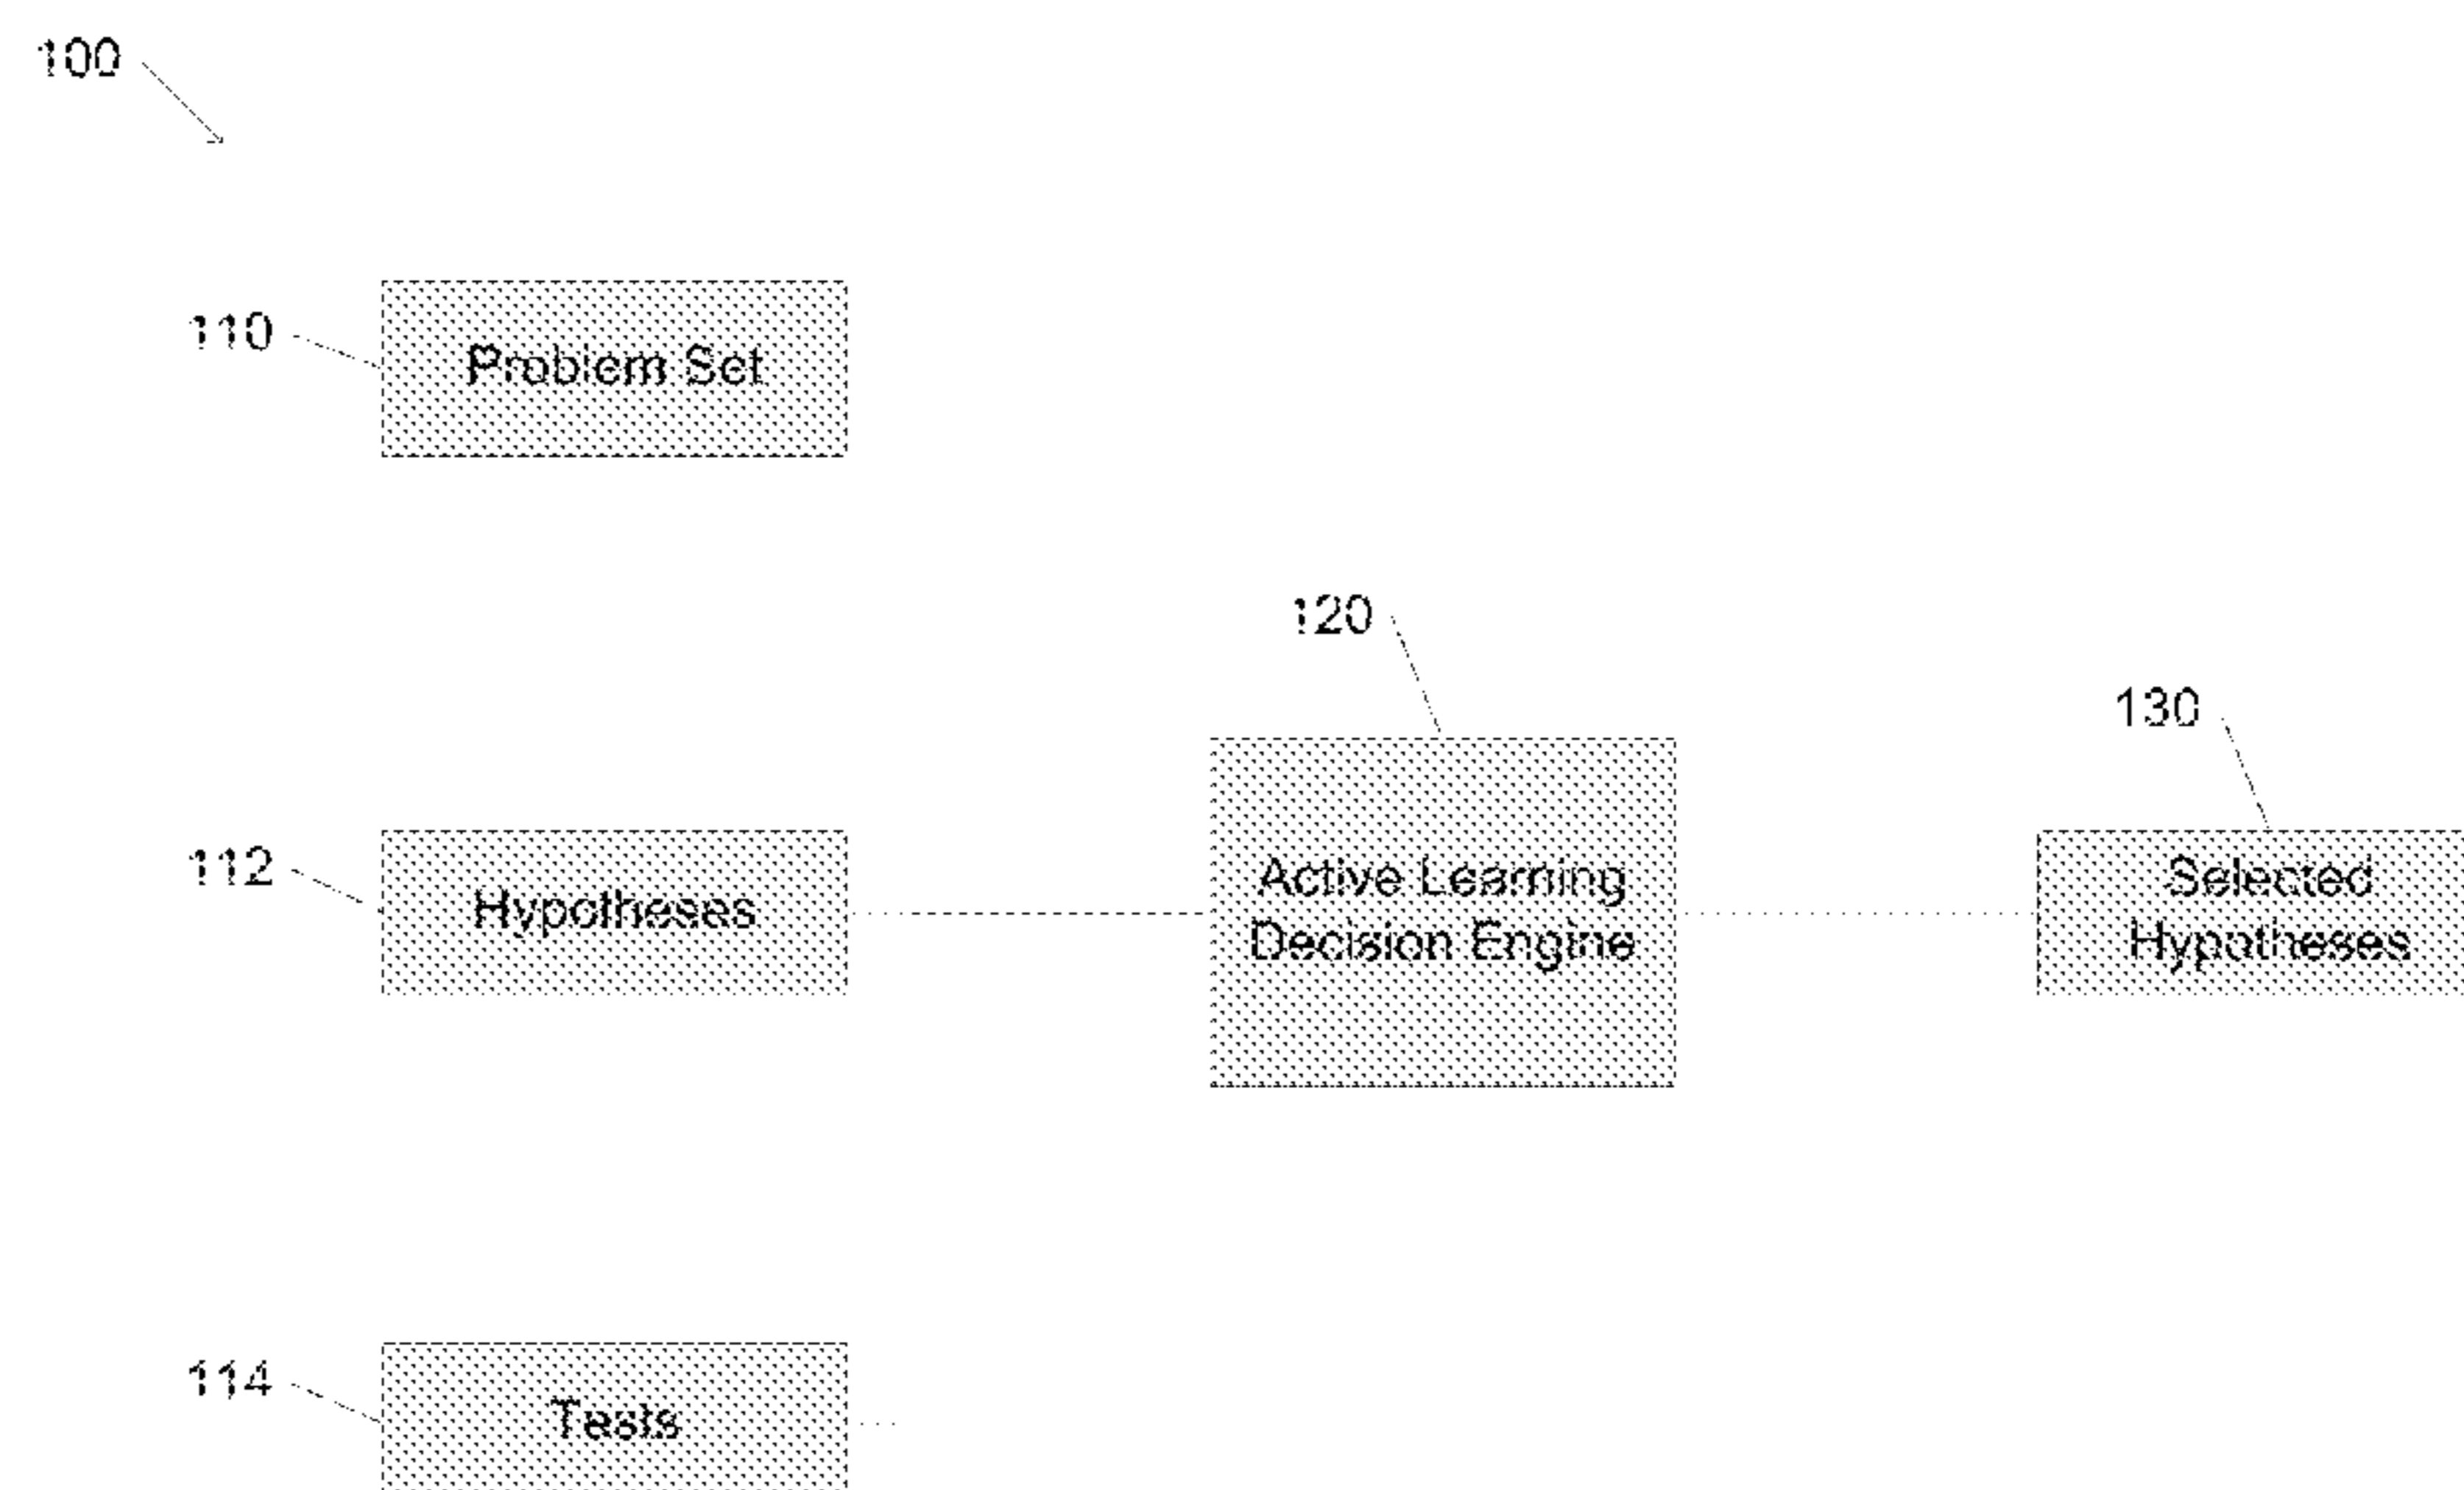 100
110
Problem Set
120
130
112
Hypotheses
Active Learning
Decision Engine
Selected
Hypotheses
114
Tests